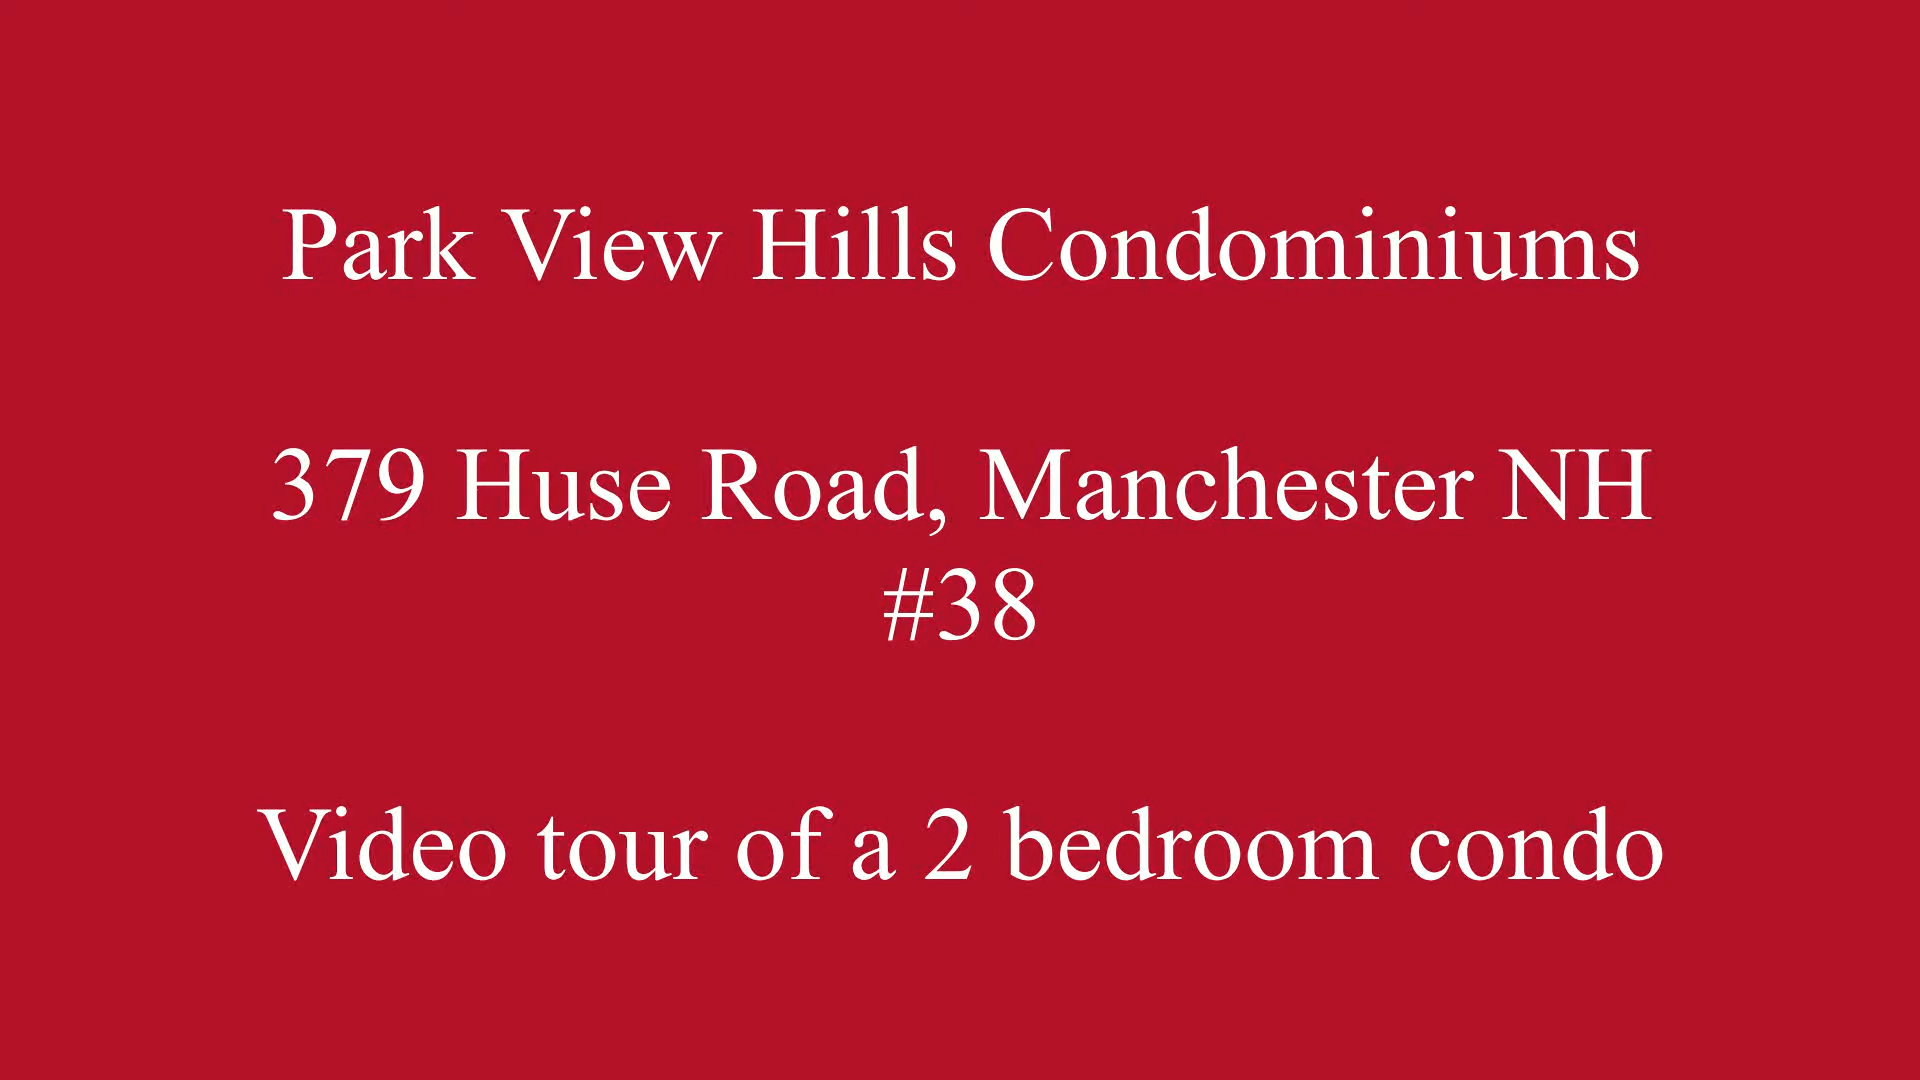 Park View Hills Condominiums
379 Huse Road, Manchester NH
#38
Video tour of a 2 bedroom condo